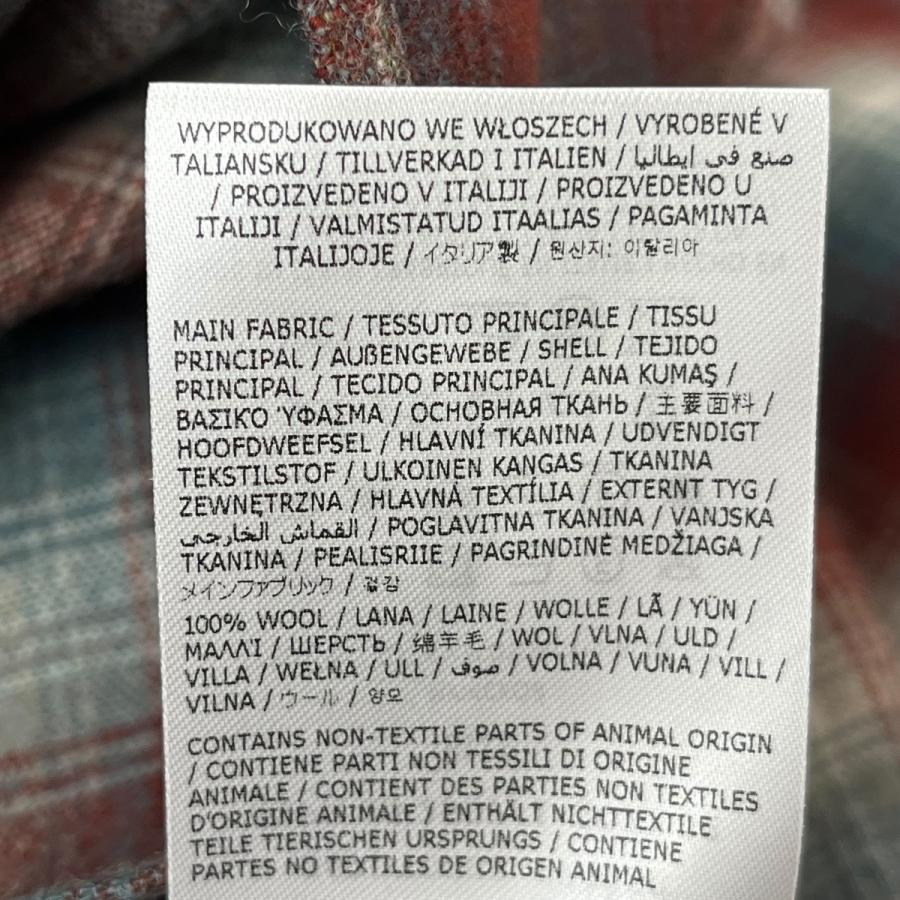 WYPRODUKOWANO WE WŁOSZECH / VYROBENÉ V
TALIANSKU / TILLVERKAD I ITALIEN / صنع في ايطاليا
/ PROIZVEDENO V ITALIJI / PROIZVEDENO U
ITALIJI / VALMISTATUD ITAALIAS / PAGAMINTA
ITALIJOJE / イタリア製 / 원산지: 이탈리아
MAIN FABRIC / TESSUTO PRINCIPALE / TISSU
PRINCIPAL / AUßENGEWEBE / SHELL / TEJIDO
PRINCIPAL / TECIDO PRINCIPAL / ANA KUMAŞ /
ΒΑΣΙΚΟ ΎΦΑΣΜΑ / ОСНОВНАЯ ТКАНЬ / 主要面料 /
HOOFDWEEFSEL / HLAVNÍ TKANINA / UDVENDIGT
TEKSTILSTOF / ULKOINEN KANGAS / TKANINA
ZEWNĘTRZNA / HLAVNÁ TEXTÍLIA / EXTERNT TYG /
القماش الخارجي / POGLAVITNA TKANINA / VANJSKA
TKANINA / PEALISRIIE / PAGRINDINĖ MEDŽIAGA /
メインファブリック / 겉감
100% WOOL / LANA / LAINE / WOLLE / LÃ / YÜN /
ΜΑΛΛΊ / ШЕРСТЬ / 绵羊毛 / WOL / VLNA / ULD /
VILLA / WEŁNA / ULL / صوف / VOLNA / VUNA / VILL /
VILNA / ウール / 양모
CONTAINS NON-TEXTILE PARTS OF ANIMAL ORIGIN
/ CONTIENE PARTI NON TESSILI DI ORIGINE
ANIMALE / CONTIENT DES PARTIES NON TEXTILES
D'ORIGINE ANIMALE / ENTHÄLT NICHTTEXTILE
TEILE TIERISCHEN URSPRUNGS / CONTIENE
PARTES NO TEXTILES DE ORIGEN ANIMAL